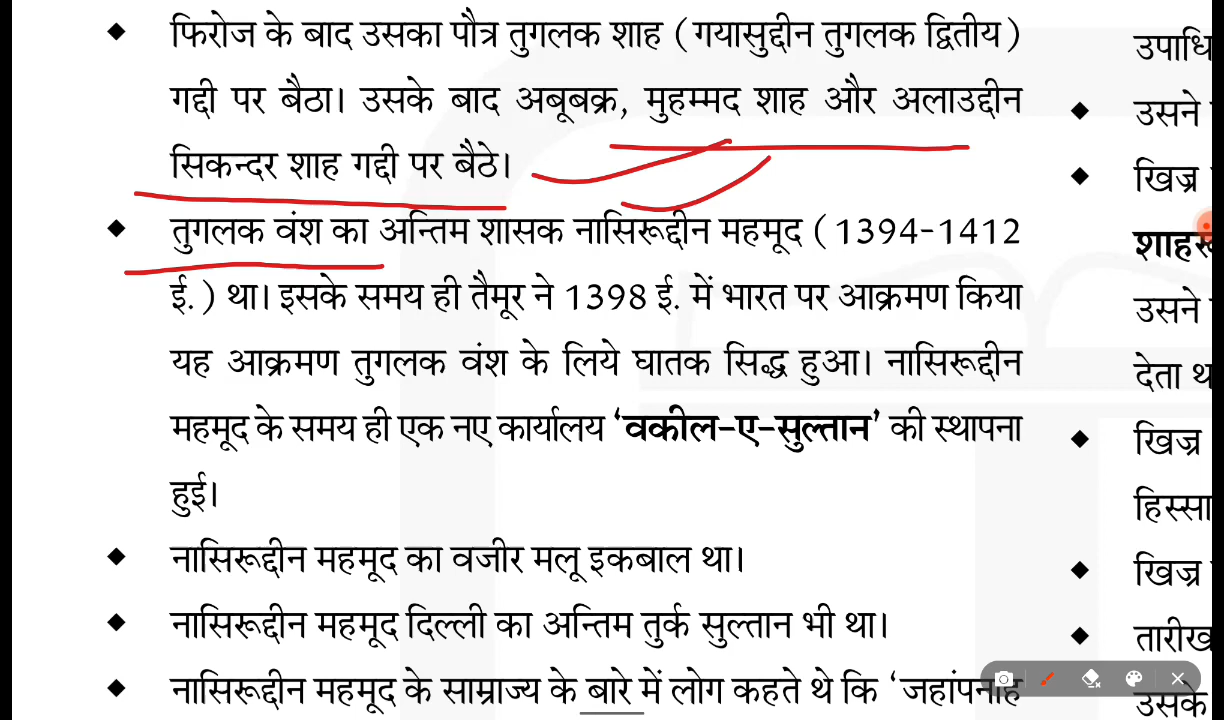 फिरोज के बाद उसका पौत्र तुगलक शाह (गयासुद्दीन तुगलक द्वितीय)
गद्दी पर बैठा। उसके बाद अबूबक्र, मुहम्मद शाह और अलाउद्दीन
सिकन्दर शाह गद्दी पर बैठे।
तुगलक वंश का अन्तिम शासक नासिरूद्दीन महमूद (1394-1412
ई.) था। इसके समय ही तैमूर ने 1398 ई. में भारत पर आक्रमण किया
यह आक्रमण तुगलक वंश के लिये घातक सिद्ध हुआ। नासिरूद्दीन
महमूद के समय ही एक नए कार्यालय ‘वकील-ए-सुल्तान’ की स्थापना
हुई।
नासिरूद्दीन महमूद का वजीर मलू इकबाल था।
नासिरूद्दीन महमूद दिल्ली का अन्तिम तुर्क सुल्तान भी था।
नासिरूद्दीन महमूद के साम्राज्य के बारे में लोग कहते थे कि ‘जहांपनाह
उपाधि
उसने
खिज्र
उसने
देता
खिज्र
हिस्सा
खिज्र
तारीख
उसके